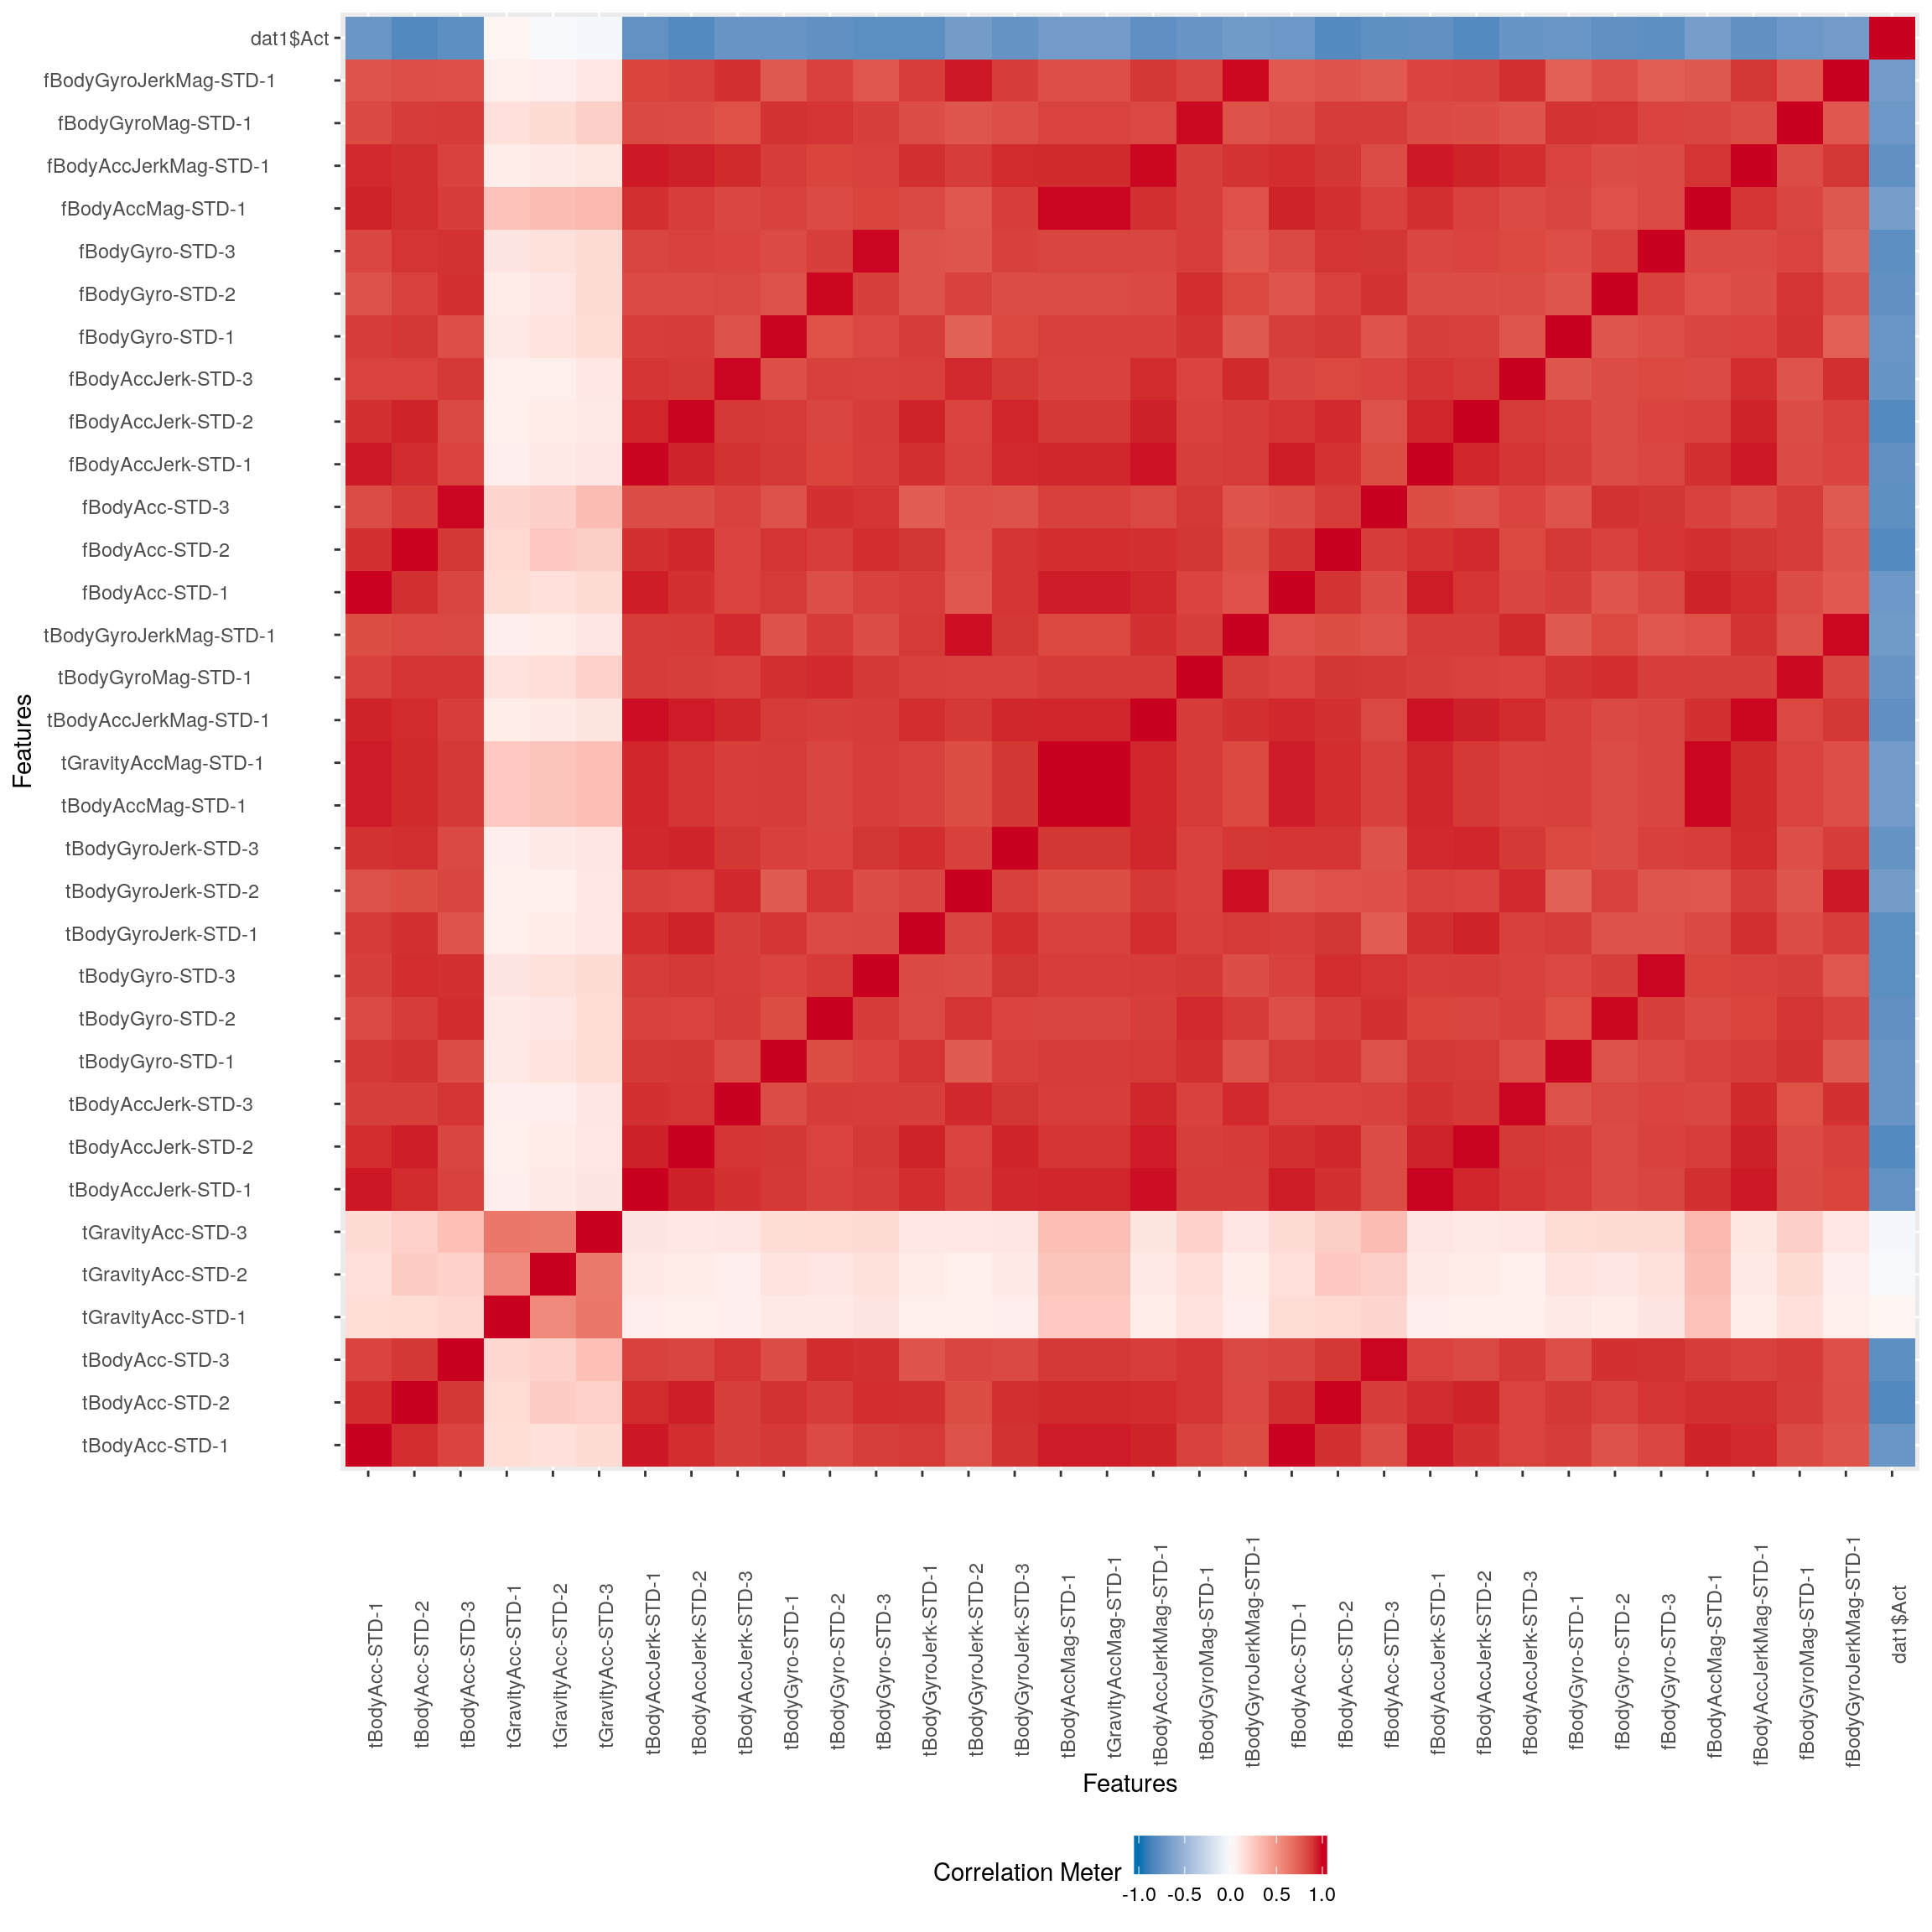 dat1$Act
fBodyGyroJerkMag-STD-1
fBodyGyroMag-STD-1
fBodyAccJerkMag-STD-1
fBodyAccMag-STD-1
fBodyGyro-STD-3
fBodyGyro-STD-2
fBodyGyro-STD-1
fBodyAccJerk-STD-3
fBodyAccJerk-STD-2
fBodyAccJerk-STD-1
fBodyAcc-STD-3
fBodyAcc-STD-2
fBodyAcc-STD-1
tBodyGyroJerkMag-STD-1
tBodyGyroMag-STD-1
tBodyAccJerkMag-STD-1
tGravityAccMag-STD-1
tBodyAccMag-STD-1
tBodyGyroJerk-STD-3
tBodyGyroJerk-STD-2
tBodyGyroJerk-STD-1
tBodyGyro-STD-3
tBodyGyro-STD-2
tBodyGyro-STD-1
tBodyAccJerk-STD-3
tBodyAccJerk-STD-2
tBodyAccJerk-STD-1
tGravityAcc-STD-3
tGravityAcc-STD-2
tGravityAcc-STD-1
tBodyAcc-STD-3
tBodyAcc-STD-2
tBodyAcc-STD-1
Features
tBodyAcc-STD-1
tBodyAcc-STD-2
tBodyAcc-STD-3
tGravityAcc-STD-1
tGravityAcc-STD-2
tGravityAcc-STD-3
tBodyAccJerk-STD-1
tBodyAccJerk-STD-2
tBodyAccJerk-STD-3
tBodyGyro-STD-1
tBodyGyro-STD-2
tBodyGyro-STD-3
tBodyGyroJerk-STD-1
tBodyGyroJerk-STD-2
tBodyGyroJerk-STD-3
tBodyAccMag-STD-1
tGravityAccMag-STD-1
tBodyAccJerkMag-STD-1
tBodyGyroMag-STD-1
tBodyGyroJerkMag-STD-1
fBodyAcc-STD-1
fBodyAcc-STD-2
fBodyAcc-STD-3
fBodyAccJerk-STD-1
fBodyAccJerk-STD-2
fBodyAccJerk-STD-3
fBodyGyro-STD-1
fBodyGyro-STD-2
fBodyGyro-STD-3
fBodyAccMag-STD-1
fBodyAccJerkMag-STD-1
fBodyGyroMag-STD-1
fBodyGyroJerkMag-STD-1
dat1$Act
Features
Correlation Meter
-1.0 -0.5 0.0 0.5 1.0